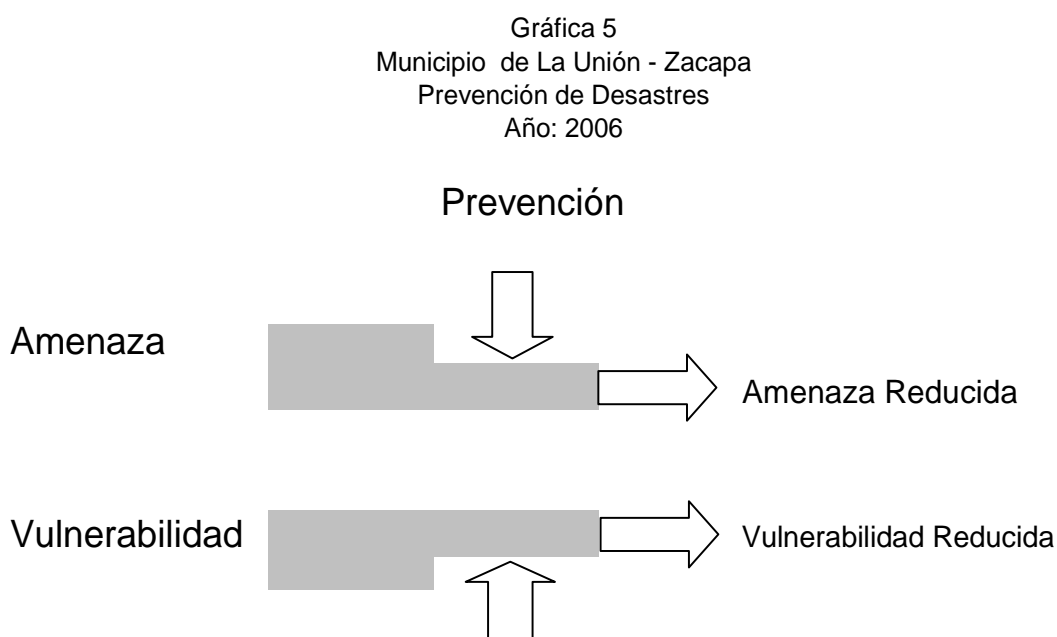 Gráfica 5
Municipio de La Unión - Zacapa
Prevención de Desastres
Año: 2006
Prevención
Amenaza
Amenaza Reducida
Vulnerabilidad
Vulnerabilidad Reducida